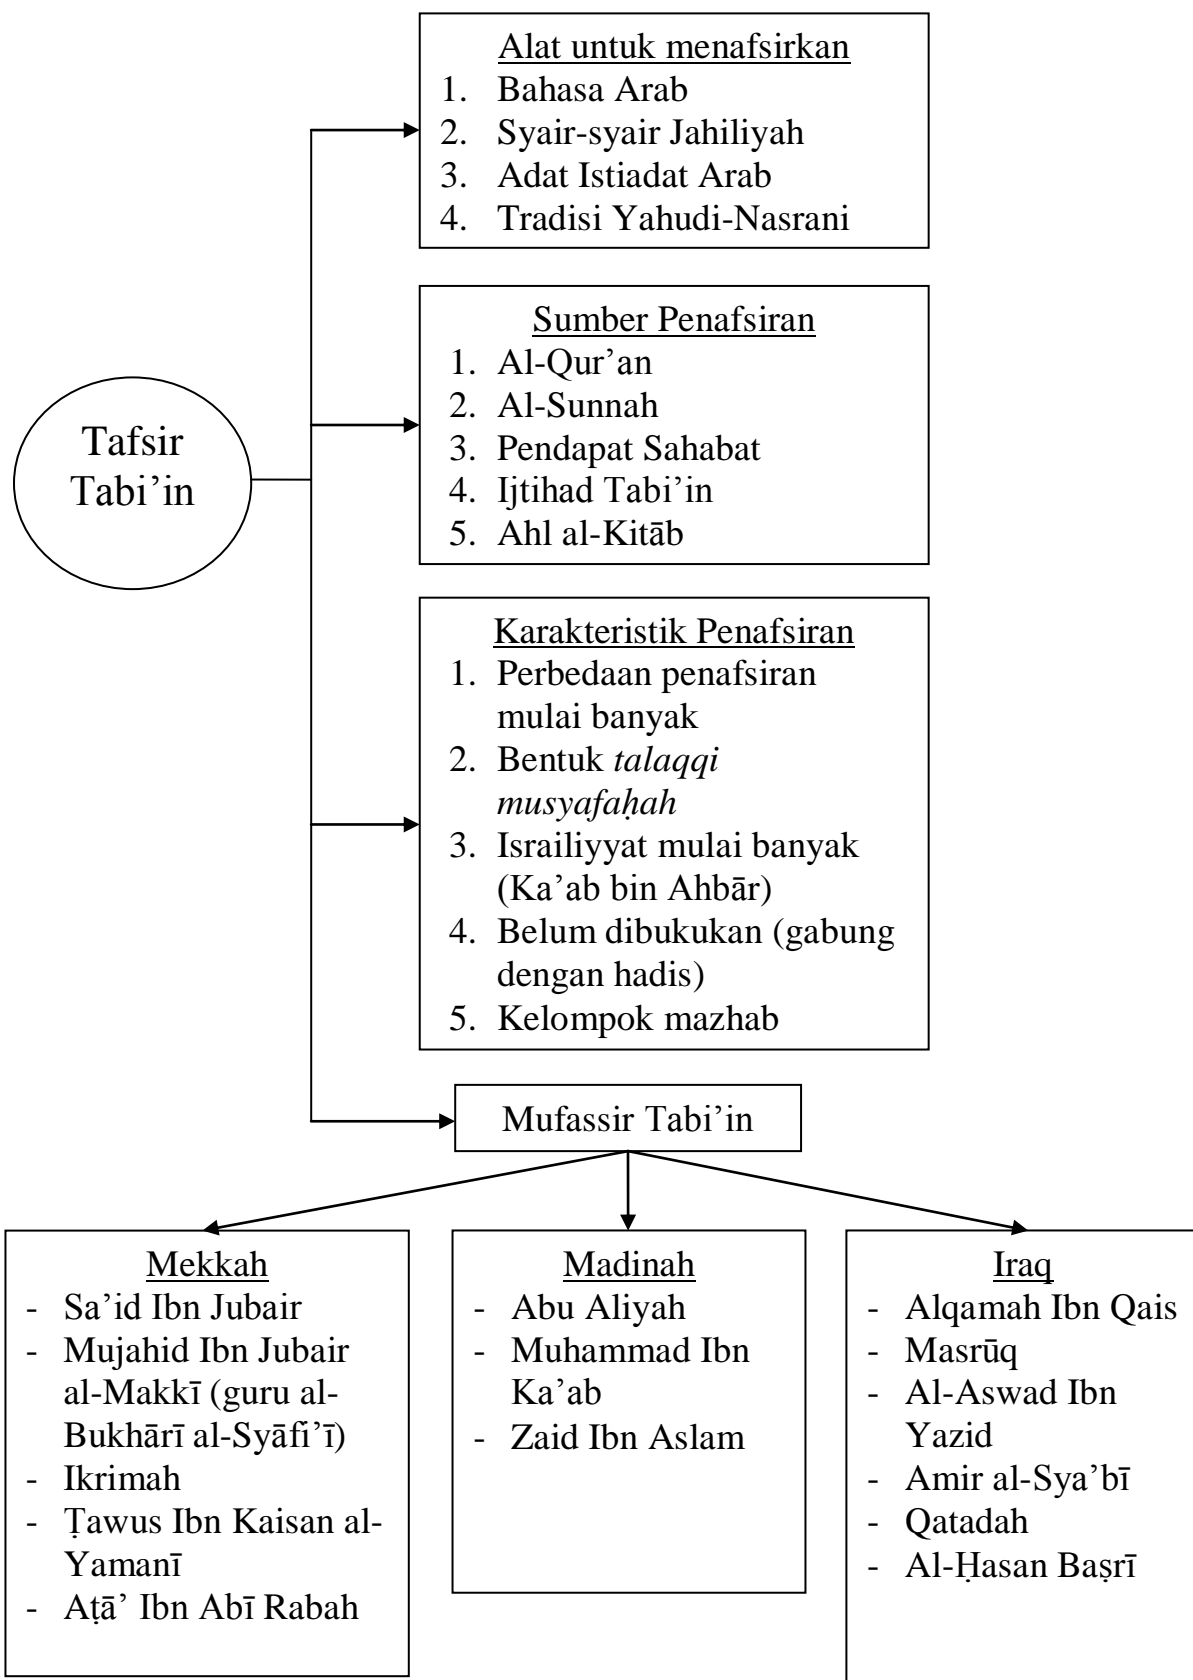 Alat untuk menafsirkan
1. Bahasa Arab
2. Syair-syair Jahiliyah
3. Adat Istiadat Arab
4. Tradisi Yahudi-Nasrani
Sumber Penafsiran
1. Al-Qur’an
2. Al-Sunnah
3. Pendapat Sahabat
4. Ijtihad Tabi’in
5. Ahl al-Kitāb
Tafsir
Tabi’in
Karakteristik Penafsiran
1. Perbedaan penafsiran
mulai banyak
2. Bentuk talaqqi
musyafaḥah
3. Israiliyyat mulai banyak
(Ka’ab bin Ahbār)
4. Belum dibukukan (gabung
dengan hadis)
5. Kelompok mazhab
Mufassir Tabi’in
Mekkah
- Sa’id Ibn Jubair
- Mujahid Ibn Jubair
al-Makkī (guru al-
Bukhārī al-Syāfi’ī)
- Ikrimah
- Ṭawus Ibn Kaisan al-
Yamanī
- Aṭā’ Ibn Abī Rabah
Madinah
- Abu Aliyah
- Muhammad Ibn
Ka’ab
- Zaid Ibn Aslam
Iraq
- Alqamah Ibn Qais
- Masrūq
- Al-Aswad Ibn
Yazid
- Amir al-Sya’bī
- Qatadah
- Al-Ḥasan Baṣrī